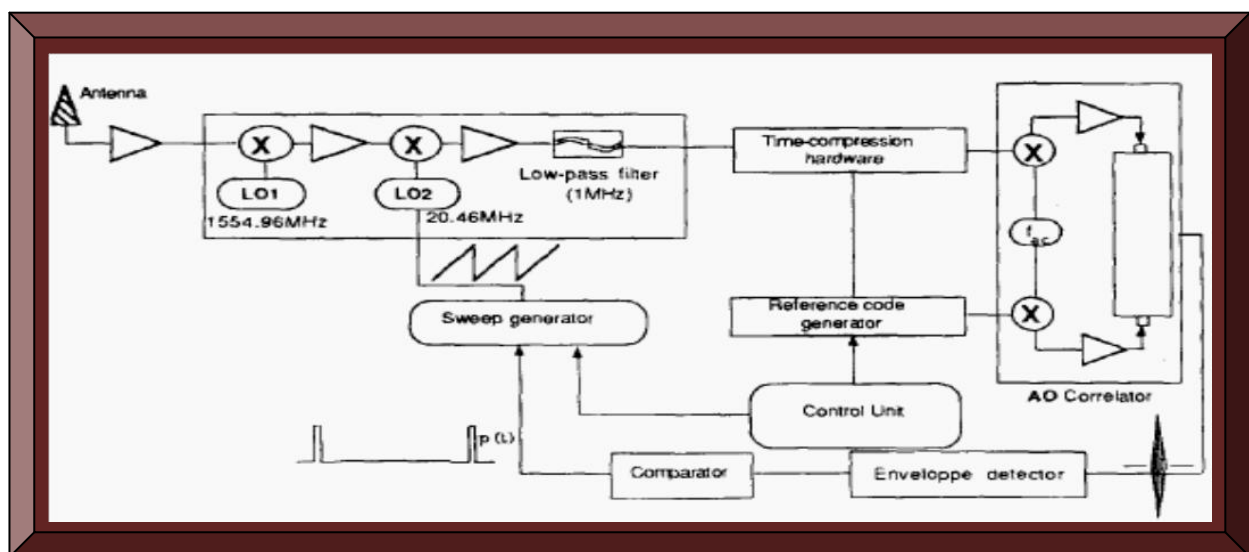 Antenna
X
X
LO1
LO2
1554.96MHz
20.46MHz
Low-pass filter
(1MHz)
Time-compression
hardware
X
f_ac
X
AO Correlator
Sweep generator
Reference code
generator
Control Unit
p(t)
Comparator
Enveloppe detector